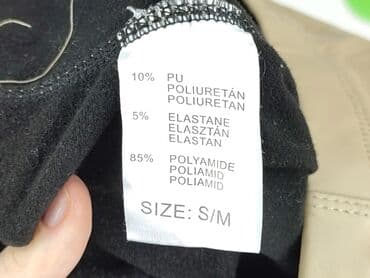 10% PU
POLIURETÁN
POLIURETAN
5% ELASTANE
ELASZTÁN
ELASTAN
85% POLYAMIDE
POLIAMID
POLIAMID
SIZE: S/M